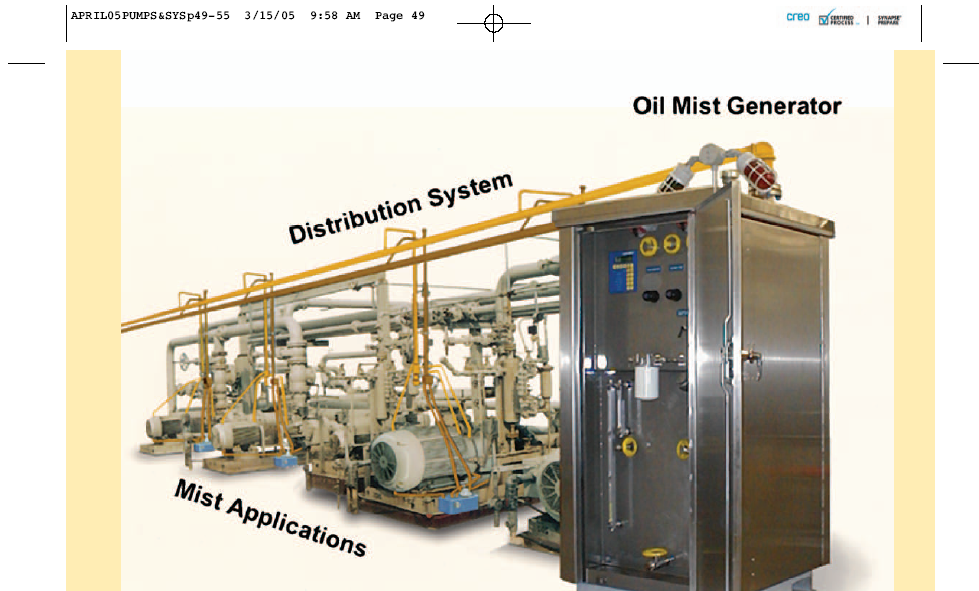 APRIL05PUMPS&SYSp49-55 3/15/05 9:58 AM Page 49
creo CERTIFIED PROCESS | SYNAPSE PREPARE
Oil Mist Generator
Distribution System
Mist Applications